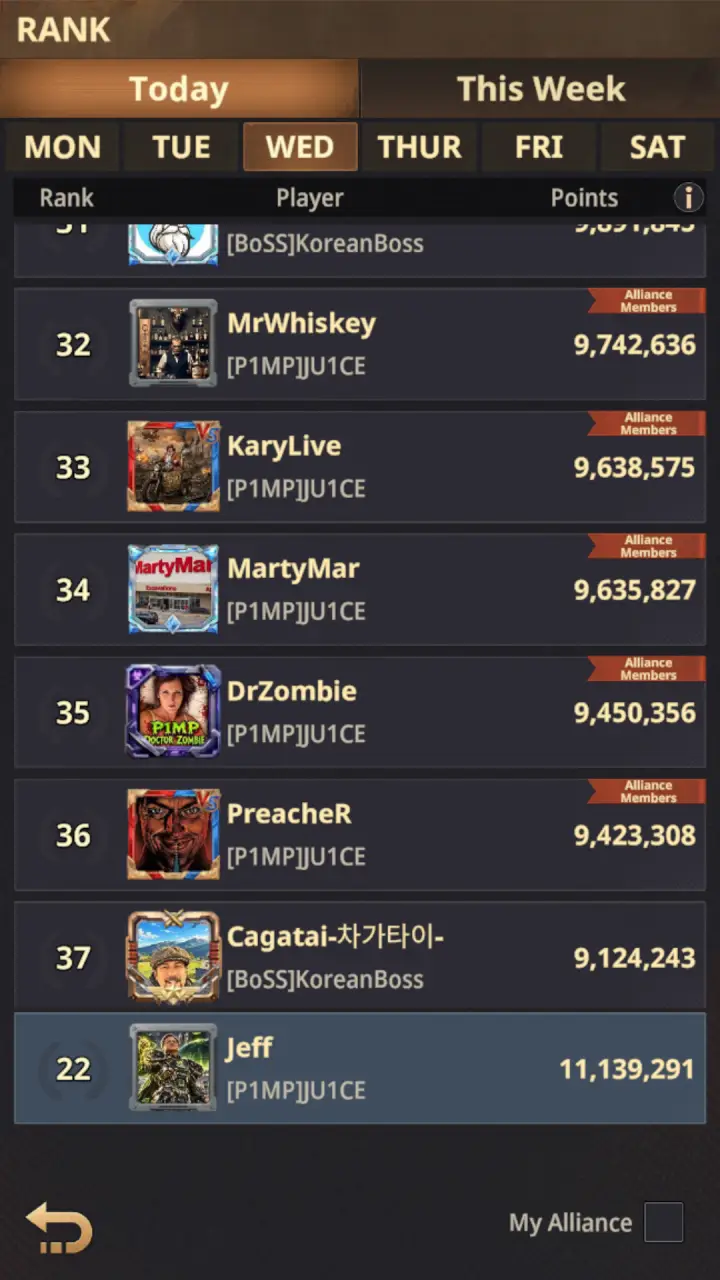 RANK
Today
This Week
MON
TUE
WED
THUR
FRI
SAT
Rank
Player
Points
i
[BoSS]KoreanBoss
Alliance
Members
32
MrWhiskey
[P1MP]JU1CE
9,742,636
Alliance
Members
33
KaryLive
[P1MP]JU1CE
9,638,575
Alliance
Members
34
MartyMar
MartyMar
[P1MP]JU1CE
9,635,827
Alliance
Members
35
P1MP
DOCTOR ZOMBIE
DrZombie
[P1MP]JU1CE
9,450,356
Alliance
Members
36
PreacheR
[P1MP]JU1CE
9,423,308
37
Cagatai-차가타이-
[BoSS]KoreanBoss
9,124,243
22
Jeff
[P1MP]JU1CE
11,139,291
My Alliance